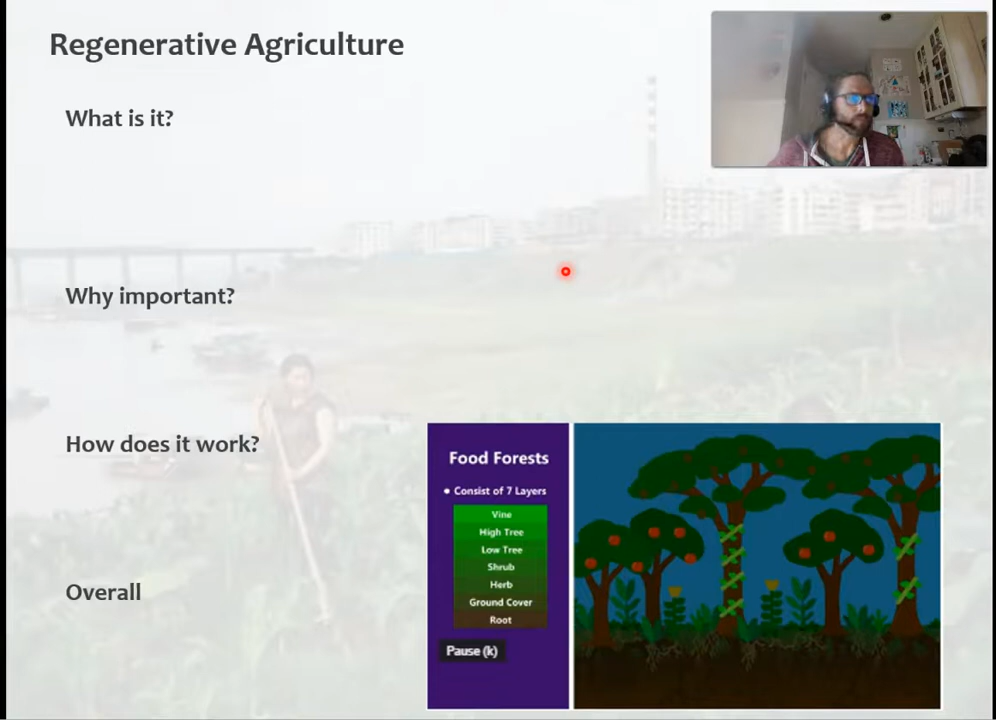 Regenerative Agriculture
What is it?
Why important?
How does it work?
Overall
Food Forests
• Consist of 7 Layers
Vine
High Tree
Low Tree
Shrub
Herb
Ground Cover
Root
Pause (k)